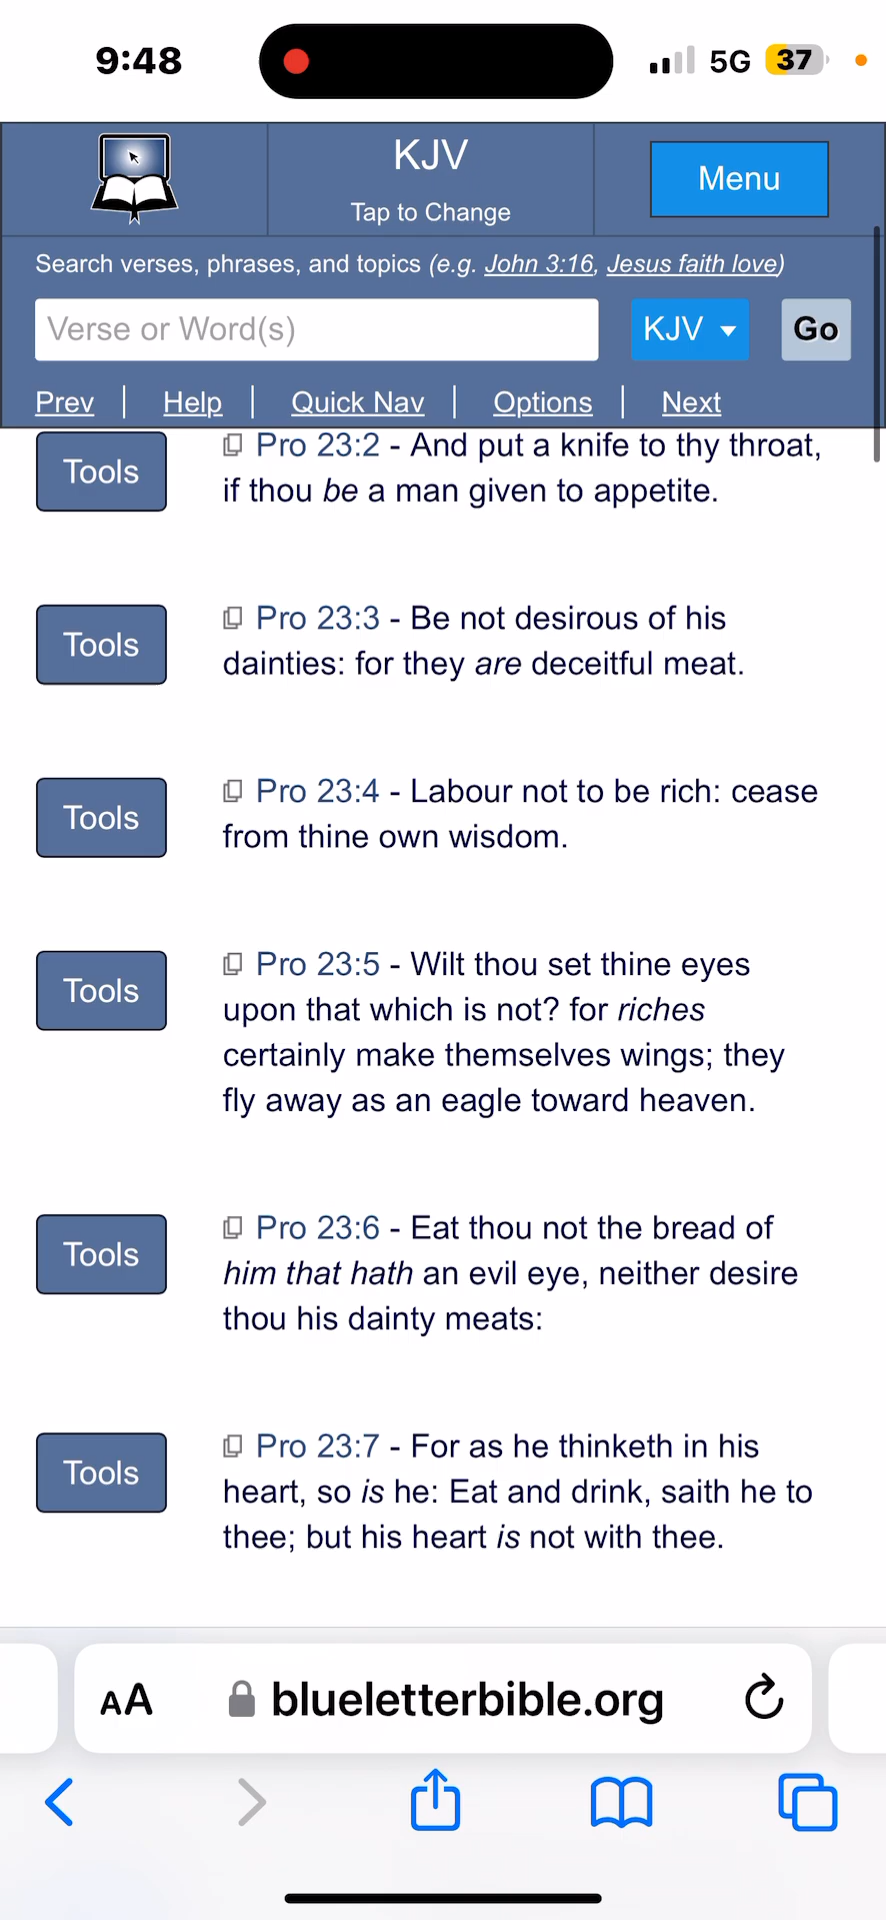 9:48
5G 37
KJV
Tap to Change
Menu
Search verses, phrases, and topics (e.g. John 3:16, Jesus faith love)
Verse or Word(s)
KJV
Go
Prev | Help | Quick Nav | Options | Next
Tools
Pro 23:2 - And put a knife to thy throat,
if thou be a man given to appetite.
Tools
Pro 23:3 - Be not desirous of his
dainties: for they are deceitful meat.
Tools
Pro 23:4 - Labour not to be rich: cease
from thine own wisdom.
Tools
Pro 23:5 - Wilt thou set thine eyes
upon that which is not? for riches
certainly make themselves wings; they
fly away as an eagle toward heaven.
Tools
Pro 23:6 - Eat thou not the bread of
him that hath an evil eye, neither desire
thou his dainty meats:
Tools
Pro 23:7 - For as he thinketh in his
heart, so is he: Eat and drink, saith he to
thee; but his heart is not with thee.
AA
blueletterbible.org